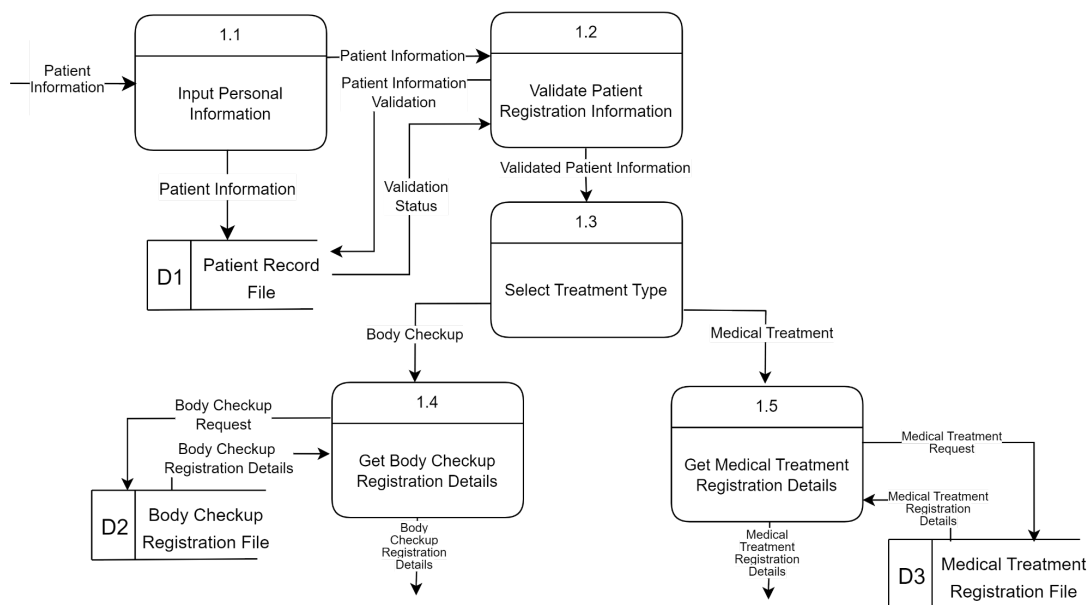 1.1
Input Personal
Information
Patient
Information
Patient Information
1.2
Validate Patient
Registration Information
Patient Information
Validation
Validated Patient Information
Patient Information
Validation
Status
D1
Patient Record
File
1.3
Select Treatment Type
Body Checkup
Medical Treatment
1.4
Get Body Checkup
Registration Details
Body Checkup
Request
Body Checkup
Registration Details
D2
Body Checkup
Registration File
Body
Checkup
Registration
Details
1.5
Get Medical Treatment
Registration Details
Medical Treatment
Request
Medical Treatment
Registration
Details
Medical
Treatment
Registration
Details
D3
Medical Treatment
Registration File